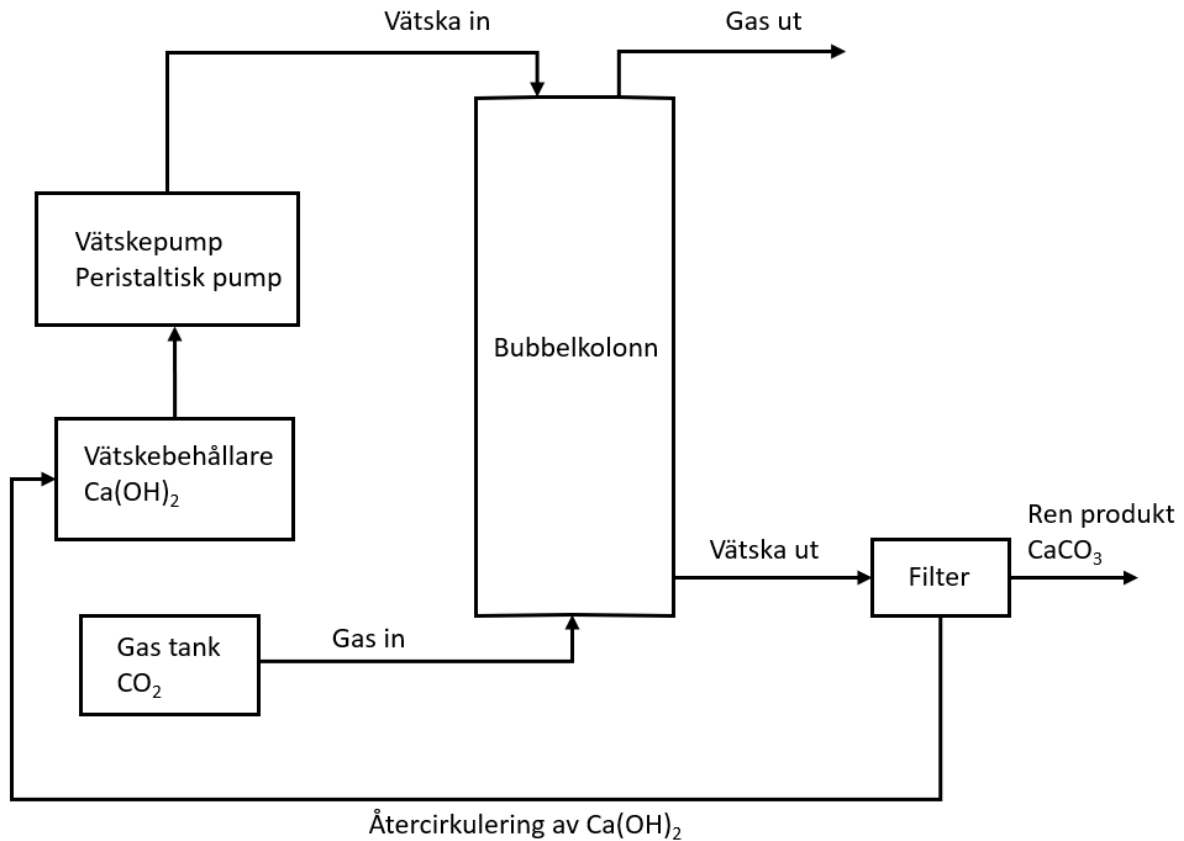 Vätska in
Gas ut
Vätskepump
Peristaltisk pump
Bubbelkolonn
Vätskebehållare
Ca(OH)₂
Vätska ut
Filter
Ren produkt
CaCO₃
Gas tank
CO₂
Gas in
Återcirkulering av Ca(OH)₂